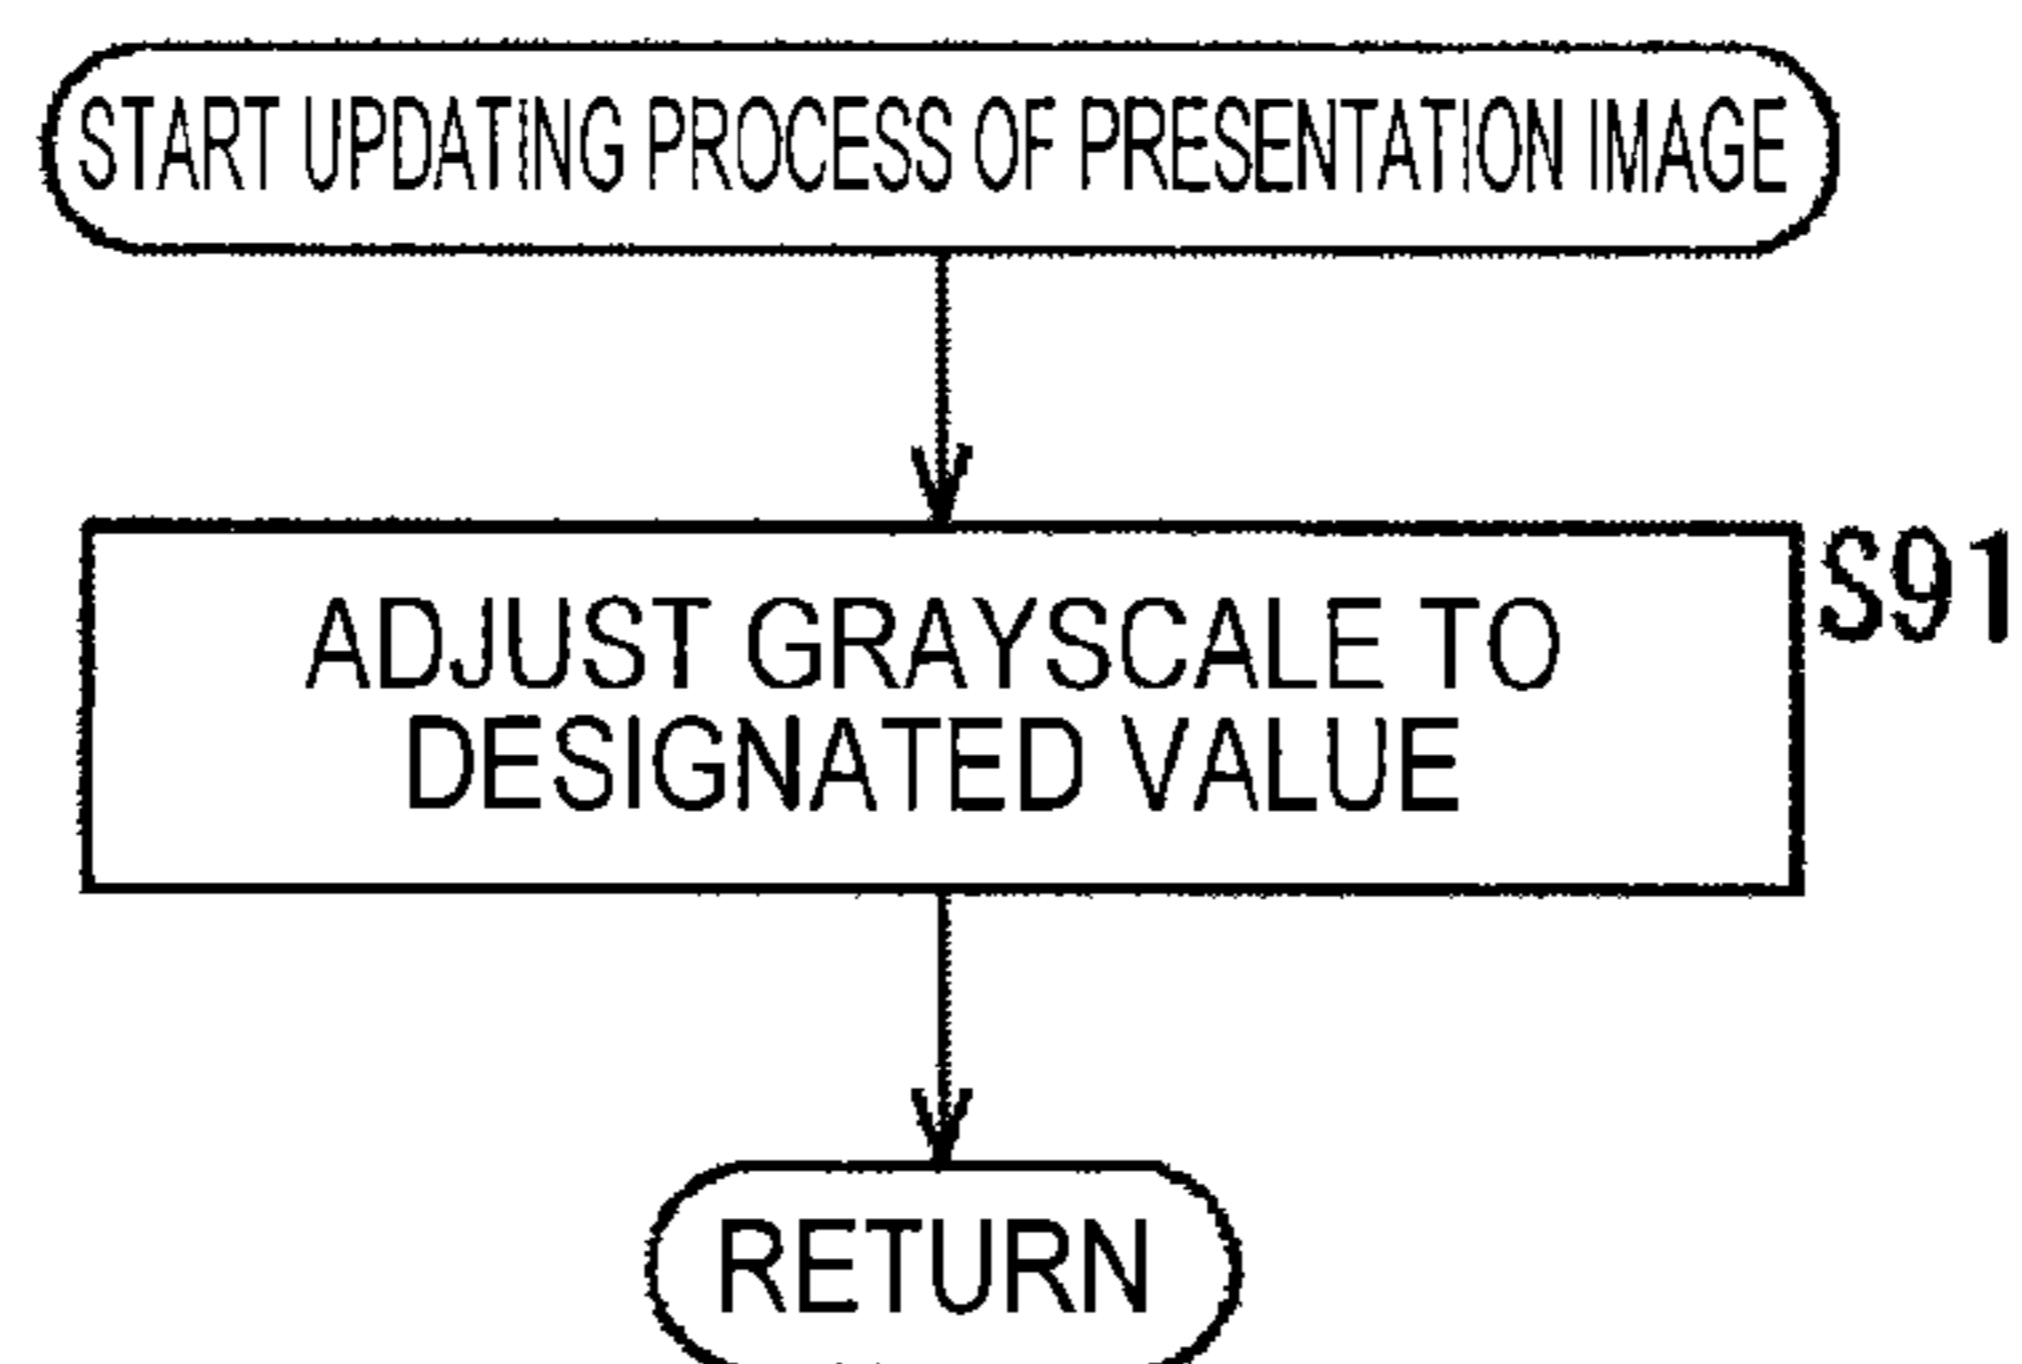 START UPDATING PROCESS OF PRESENTATION IMAGE
S91
ADJUST GRAYSCALE TO
DESIGNATED VALUE
RETURN